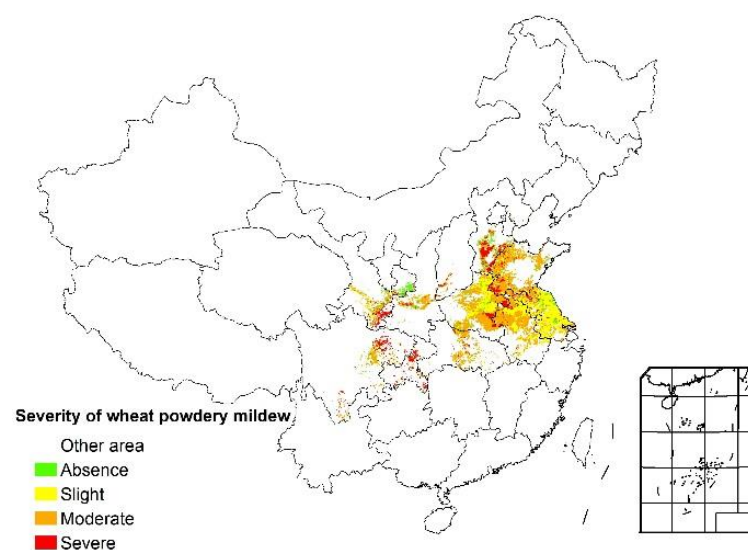 Severity of wheat powdery mildew
Other area
Absence
Slight
Moderate
Severe